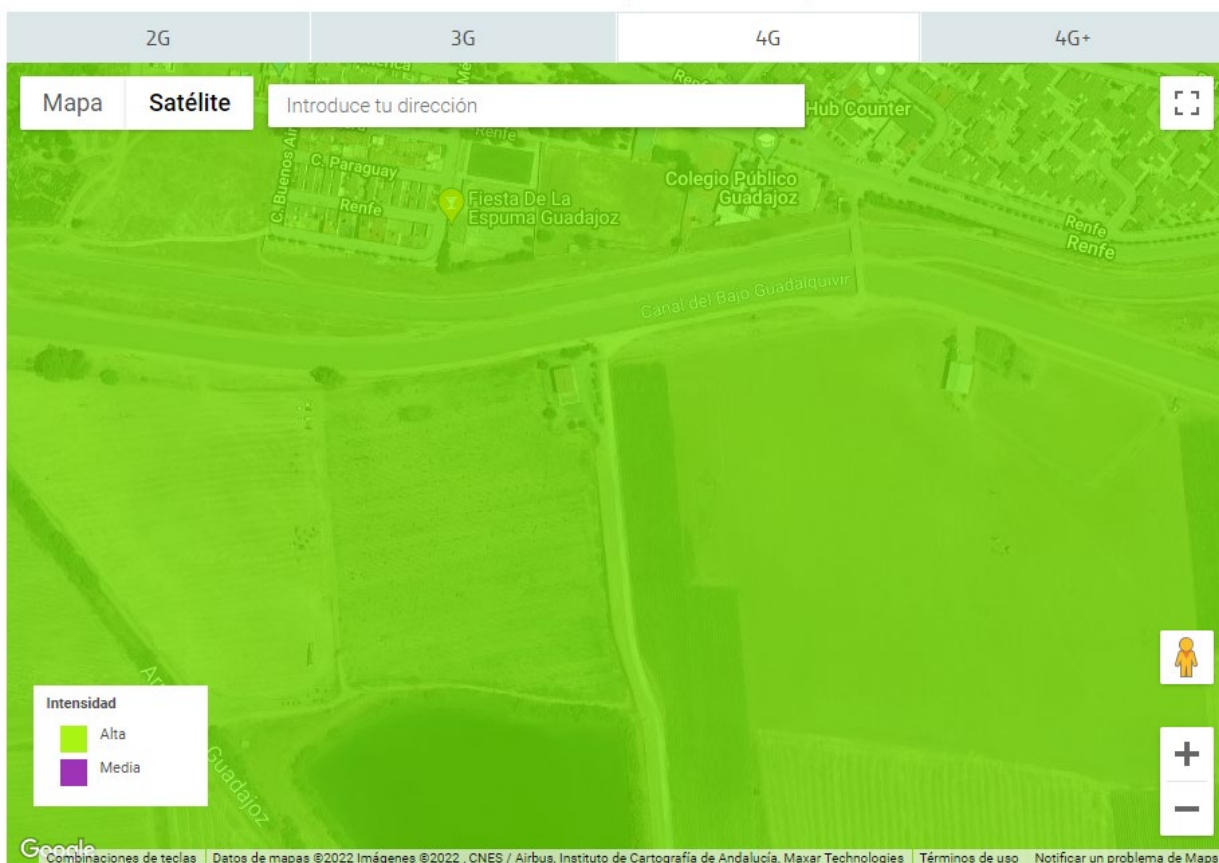 2G
3G
4G
4G+
Mapa
Satélite
Introduce tu dirección
Hub Counter
Renfe
C. Buenos Air
C. Paraguay
Renfe
Renfe
Fiesta De La
Espuma Guadajoz
Colegio Público
Guadajoz
Renfe
Renfe
Canal del Bajo Guadalquivir
Guadajoz
Intensidad
Alta
Media
Google
Combinaciones de teclas
Datos de mapas ©2022 Imágenes ©2022 , CNES / Airbus, Instituto de Cartografía de Andalucía, Maxar Technologies
Términos de uso
Notificar un problema de Maps